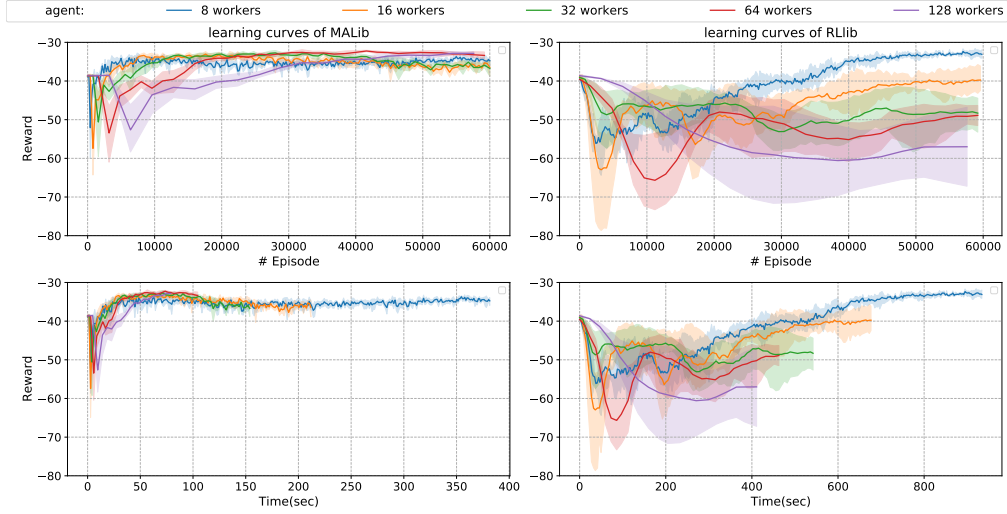 agent: 8 workers 16 workers 32 workers 64 workers 128 workers
learning curves of MALib learning curves of RLlib
−30 −30
−40 −40
−50 −50
−60 −60
−70 −70
−80 −80
Reward
0 10000 20000 30000 40000 50000 60000 0 10000 20000 30000 40000 50000 60000
# Episode # Episode
−30 −30
−40 −40
−50 −50
−60 −60
−70 −70
−80 −80
Reward
0 50 100 150 200 250 300 350 400 0 200 400 600 800
Time(sec) Time(sec)